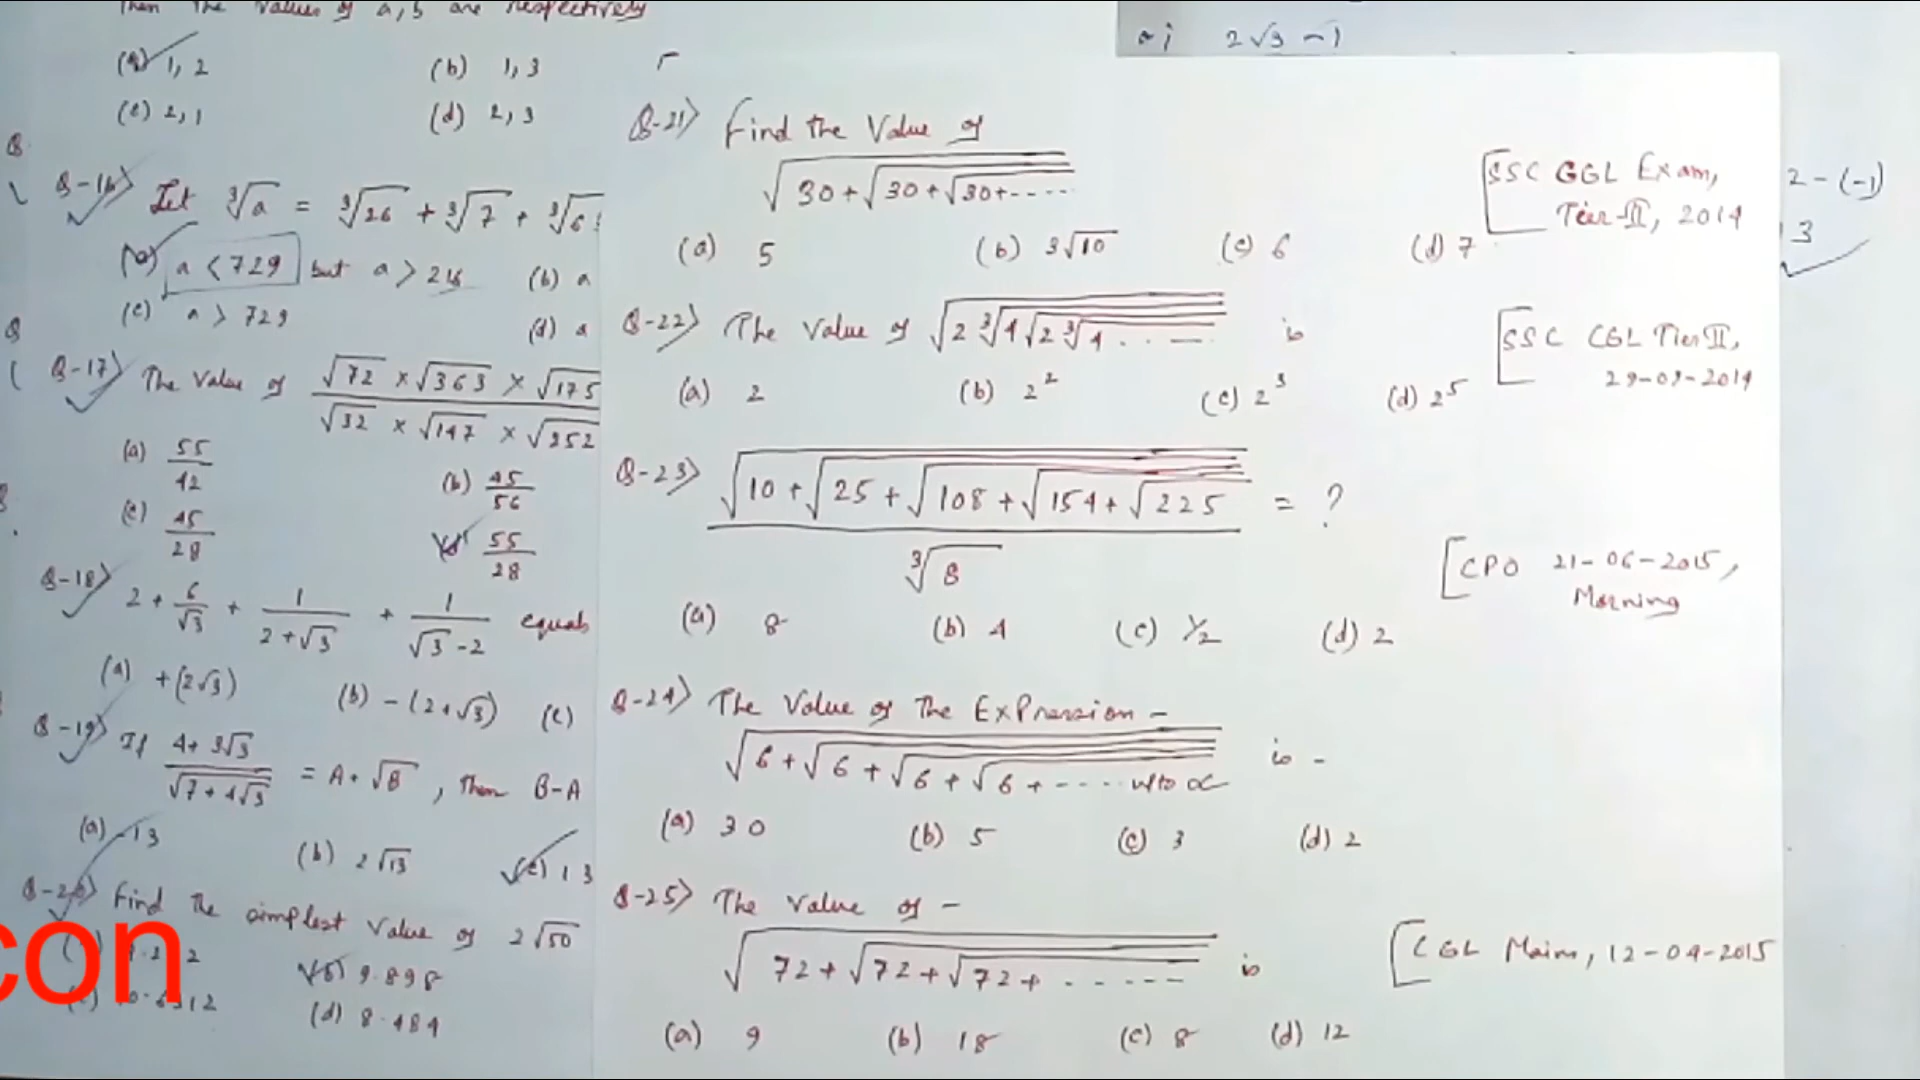 Then the values of a, b are respectively
(a) 1, 2 (b) 1, 3
(c) 2, 1 (d) 2, 3
Q-16) Let ∛a = ∛26 + ∛7 + ∛6
(a) a < 729 but a > 216 (b) a
(c) a > 729 (d) a
Q-17) The value of (√72 × √363 × √175) / (√32 × √147 × √252)
(a) 55/42 (b) 45/56
(c) 45/28 (d) 55/28
Q-18) 2 + 6/√3 + 1/(2+√3) + 1/(√3-2) equals
(a) +(2√3) (b) -(2+√3) (c)
Q-19) If (4+3√3)/√(7+4√3) = A+√B, then B-A
(a) -13 (b) 2√13 (c) 13
Q-20) Find the simplest value of 2√50
(b) 9.898
(d) 8.484
con
2√3 -1
2-(-1)
3
Q-21) Find the Value of
√(30+√(30+√(30+.....
[SSC CGL Exam,
Tier-II, 2014
(a) 5 (b) 3√10 (c) 6 (d) 7
Q-22) The Value of √(2∛(4√(2∛(4..... is
[SSC CGL Tier II,
(a) 2 (b) 2² (c) 2³ (d) 2⁵
Q-23) √(10+√(25+√(108+√(154+√225)))) / ∛8 = ?
[CPO 21-06-2015,
Morning
(a) 8 (b) 4 (c) 1/2 (d) 2
Q-24) The Value of the Expression -
√(6+√(6+√(6+√(6+.... upto ∝ is -
(a) 30 (b) 5 (c) 3 (d) 2
Q-25) The value of -
√(72+√(72+√(72+...... is
[CGL Mains, 12-04-2015
(a) 9 (b) 18 (c) 8 (d) 12